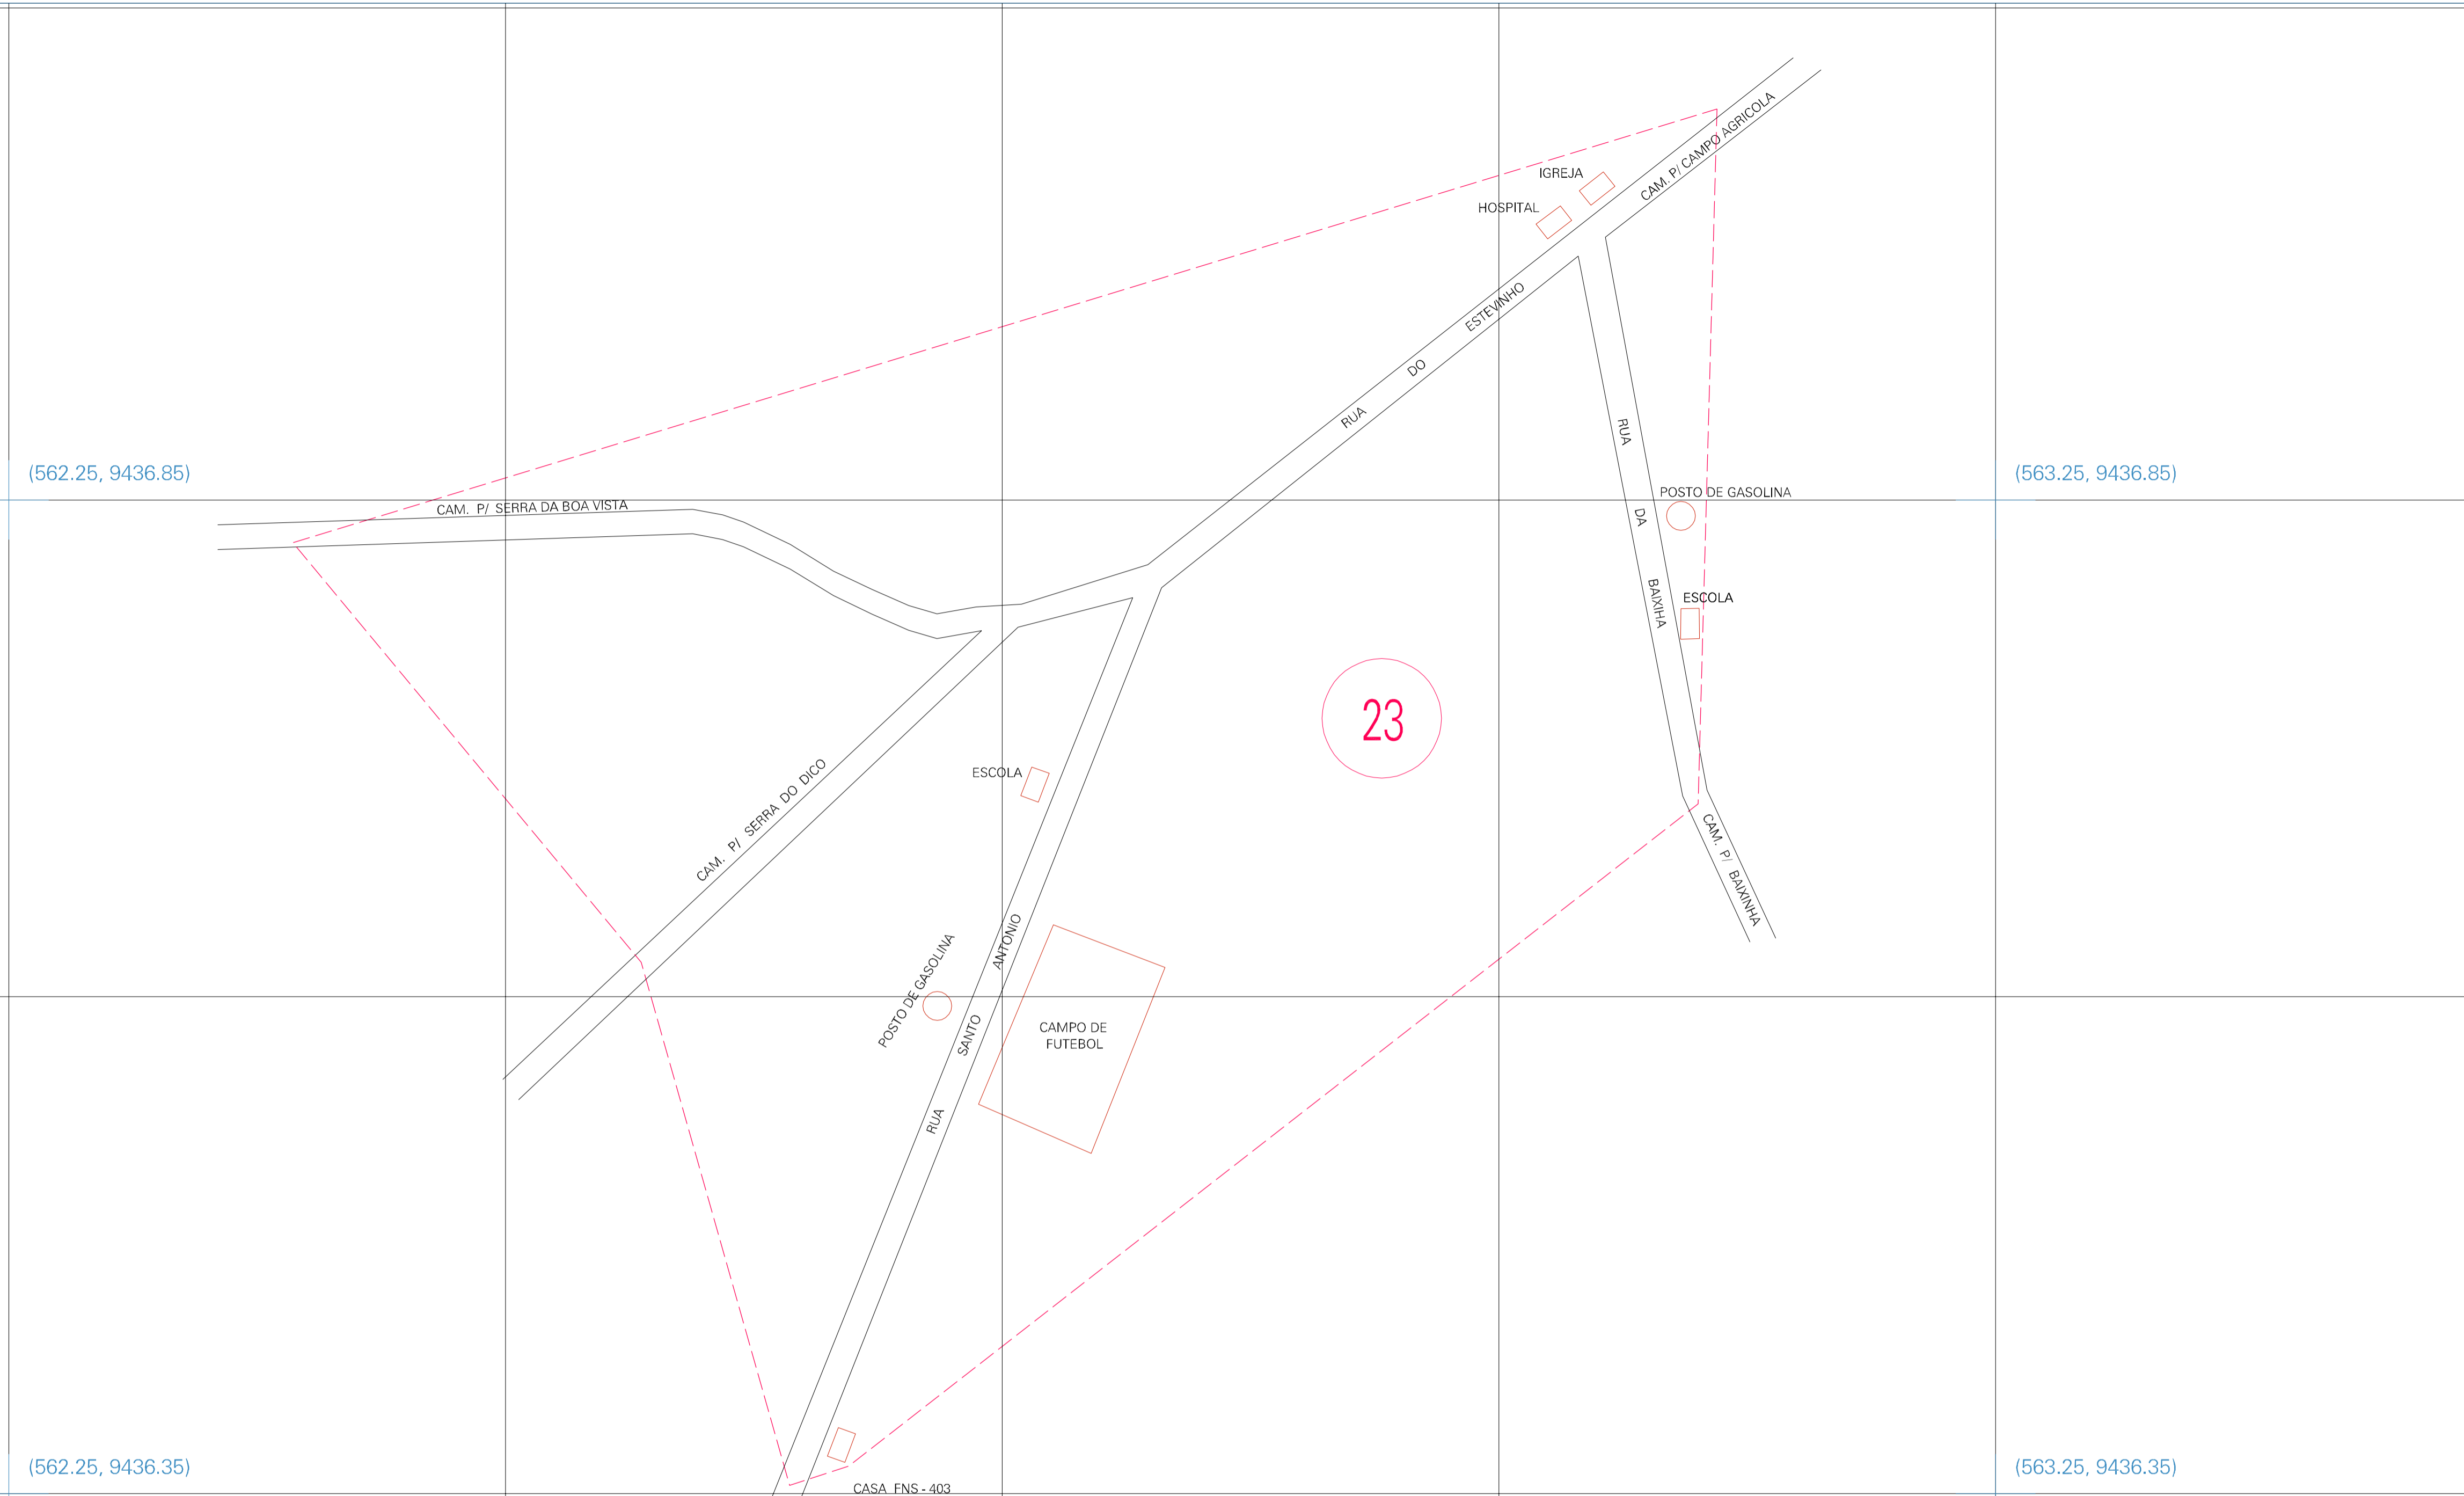 CAM. P/ CAMPO AGRICOLA
IGREJA
HOSPITAL
RUA DO ESTEVINHO
(562.25, 9436.85)
(563.25, 9436.85)
CAM. P/ SERRA DA BOA VISTA
POSTO DE GASOLINA
RUA DA BAIXIHA
ESCOLA
23
ESCOLA
CAM. P/ SERRA DO DICO
CAM. P/ BAIXINHA
POSTO DE GASOLINA
RUA SANTO ANTONIO
CAMPO DE
FUTEBOL
(562.25, 9436.35)
(563.25, 9436.35)
CASA FNS - 403